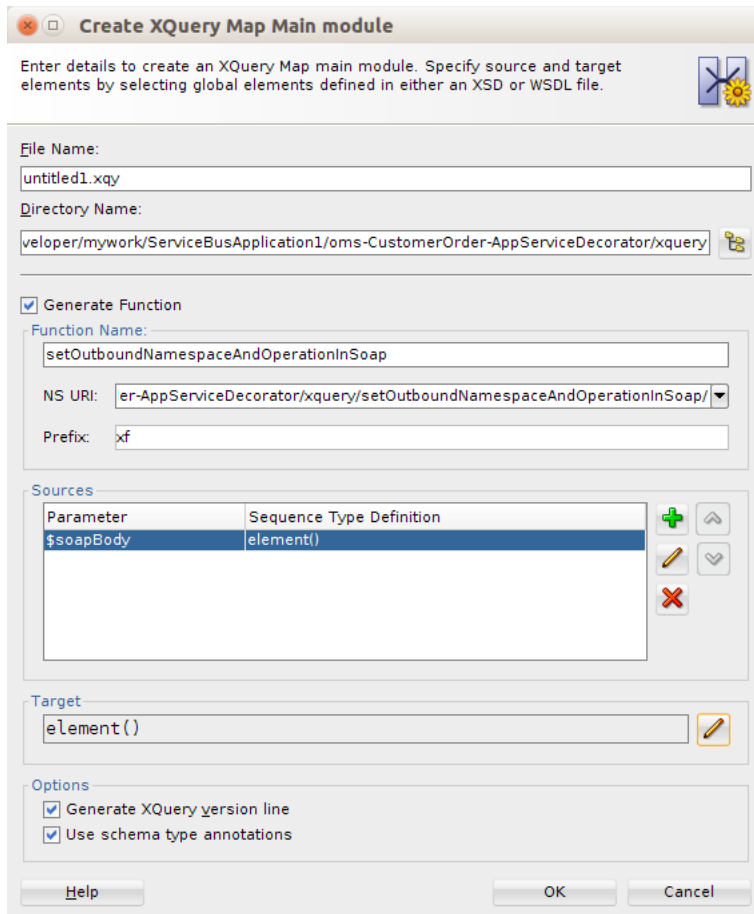 Create XQuery Map Main module
Enter details to create an XQuery Map main module. Specify source and target
elements by selecting global elements defined in either an XSD or WSDL file.
File Name:
untitled1.xqy
Directory Name:
veloper/mywork/ServiceBusApplication1/oms-CustomerOrder-AppServiceDecorator/xquery
Generate Function
Function Name:
setOutboundNamespaceAndOperationInSoap
NS URI: er-AppServiceDecorator/xquery/setOutboundNamespaceAndOperationInSoap/
Prefix: xf
Sources
Parameter Sequence Type Definition
$soapBody element()
Target
element()
Options
Generate XQuery version line
Use schema type annotations
Help OK Cancel